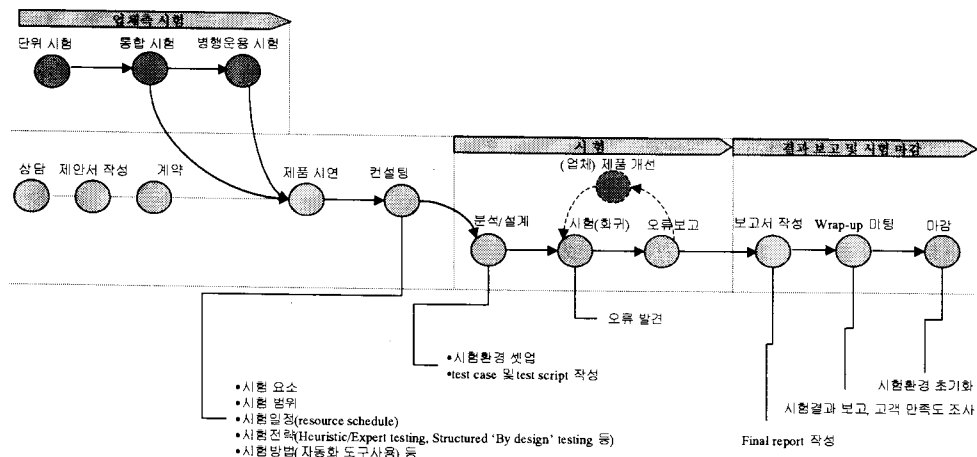 업체측 시험
단위 시험 통합 시험 병행운용 시험
시 험 결과 보고 및 시험 마감
(업체) 제품 개선
상담 제안서 작성 계약 제품 시연 컨설팅
분석/설계 시험(회귀) 오류보고 보고서 작성 Wrap-up 미팅 마감
오류 발견
•시험환경 셋업
•test case 및 test script 작성
•시험 요소
•시험 범위
•시험일정(resource schedule)
•시험전략(Heuristic/Expert testing, Structured ‘By design’ testing 등)
•시험방법(자동화 도구사용) 등
시험환경 초기화
시험결과 보고, 고객 만족도 조사
Final report 작성